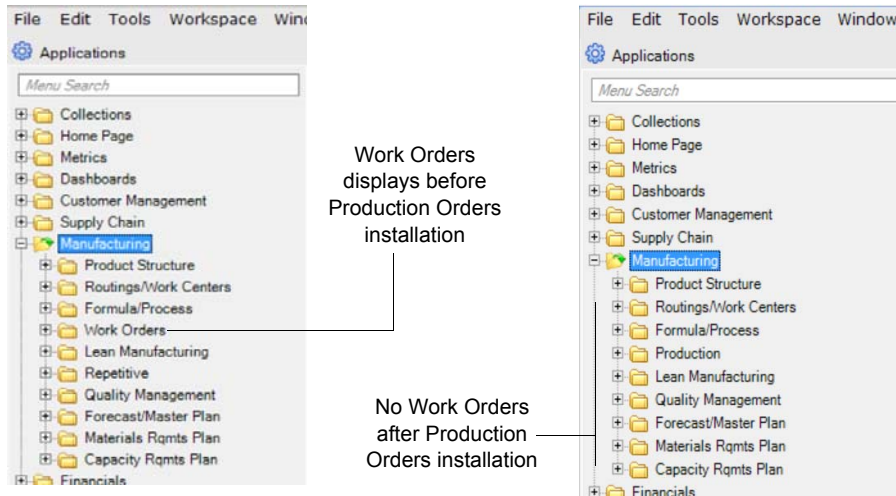 File Edit Tools Workspace Wind
Applications
Menu Search
Collections
Home Page
Metrics
Dashboards
Customer Management
Supply Chain
Manufacturing
Product Structure
Routings/Work Centers
Formula/Process
Work Orders
Lean Manufacturing
Repetitive
Quality Management
Forecast/Master Plan
Materials Rqmts Plan
Capacity Rqmts Plan
Financials
Work Orders
displays before
Production Orders
installation
No Work Orders
after Production
Orders installation
File Edit Tools Workspace Window
Applications
Menu Search
Collections
Home Page
Metrics
Dashboards
Customer Management
Supply Chain
Manufacturing
Product Structure
Routings/Work Centers
Formula/Process
Production
Lean Manufacturing
Quality Management
Forecast/Master Plan
Materials Rqmts Plan
Capacity Rqmts Plan
Financials